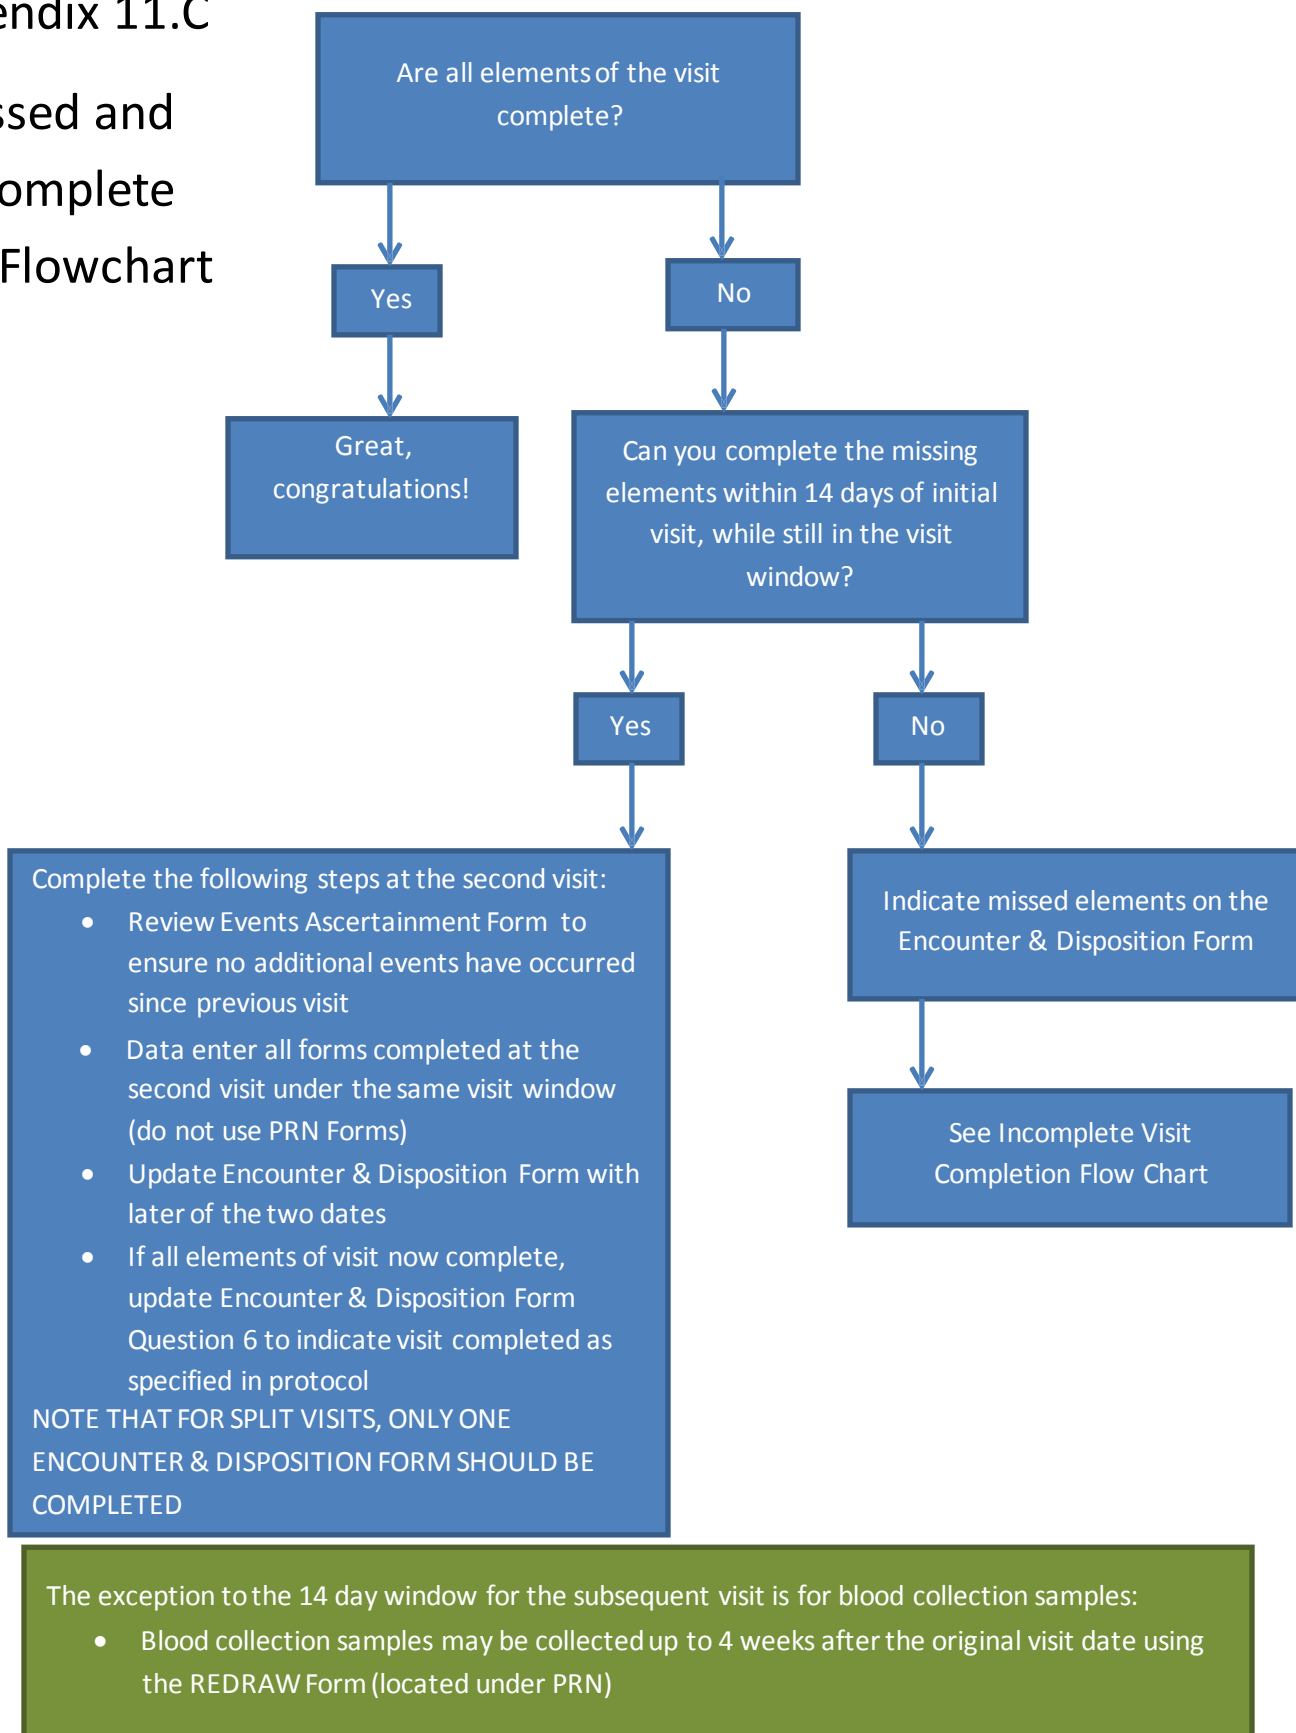 endix 11.C
ssed and
omplete
Flowchart
Are all elements of the visit
complete?
Yes
No
Great,
congratulations!
Can you complete the missing
elements within 14 days of initial
visit, while still in the visit
window?
Yes
No
Complete the following steps at the second visit:
• Review Events Ascertainment Form to
ensure no additional events have occurred
since previous visit
• Data enter all forms completed at the
second visit under the same visit window
(do not use PRN Forms)
• Update Encounter & Disposition Form with
later of the two dates
• If all elements of visit now complete,
update Encounter & Disposition Form
Question 6 to indicate visit completed as
specified in protocol
NOTE THAT FOR SPLIT VISITS, ONLY ONE
ENCOUNTER & DISPOSITION FORM SHOULD BE
COMPLETED
Indicate missed elements on the
Encounter & Disposition Form
See Incomplete Visit
Completion Flow Chart
The exception to the 14 day window for the subsequent visit is for blood collection samples:
• Blood collection samples may be collected up to 4 weeks after the original visit date using
the REDRAW Form (located under PRN)